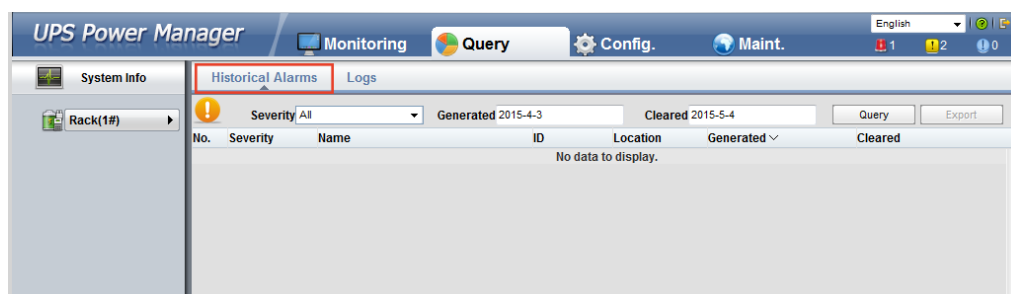 UPS Power Manager
Monitoring Query Config. Maint.
English
1 2 0
System Info
Historical Alarms Logs
Rack(1#)
Severity All Generated 2015-4-3 Cleared 2015-5-4 Query Export
No. Severity Name ID Location Generated Cleared
No data to display.